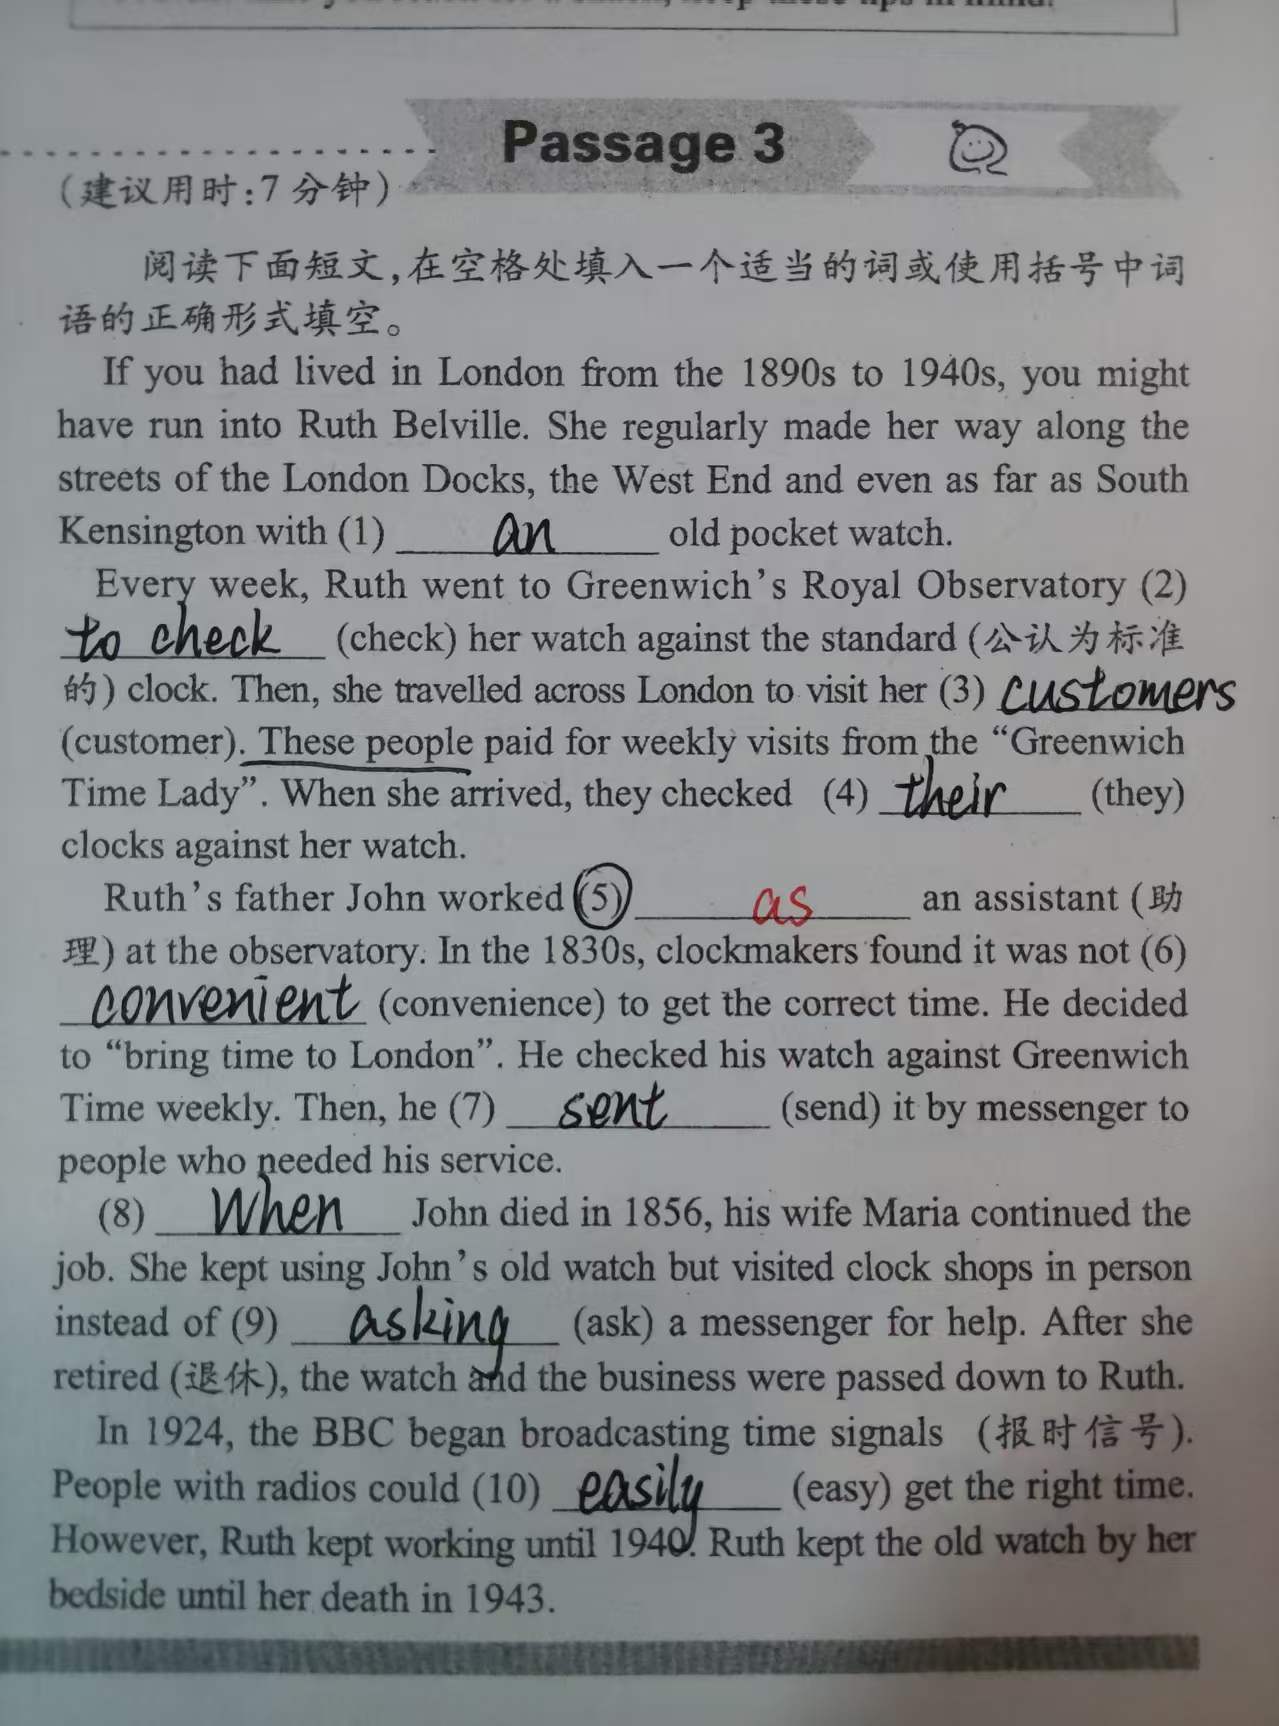 Passage 3
(建议用时:7分钟)
阅读下面短文,在空格处填入一个适当的词或使用括号中词
语的正确形式填空。
If you had lived in London from the 1890s to 1940s, you might
have run into Ruth Belville. She regularly made her way along the
streets of the London Docks, the West End and even as far as South
Kensington with (1) an old pocket watch.
Every week, Ruth went to Greenwich's Royal Observatory (2)
to check (check) her watch against the standard (公认为标准
的) clock. Then, she travelled across London to visit her (3) customers
(customer). These people paid for weekly visits from the “Greenwich
Time Lady”. When she arrived, they checked (4) their (they)
clocks against her watch.
Ruth's father John worked (5) as an assistant (助
理) at the observatory. In the 1830s, clockmakers found it was not (6)
convenient (convenience) to get the correct time. He decided
to “bring time to London”. He checked his watch against Greenwich
Time weekly. Then, he (7) sent (send) it by messenger to
people who needed his service.
(8) When John died in 1856, his wife Maria continued the
job. She kept using John's old watch but visited clock shops in person
instead of (9) asking (ask) a messenger for help. After she
retired (退休), the watch and the business were passed down to Ruth.
In 1924, the BBC began broadcasting time signals (报时信号).
People with radios could (10) easily (easy) get the right time.
However, Ruth kept working until 1940. Ruth kept the old watch by her
bedside until her death in 1943.